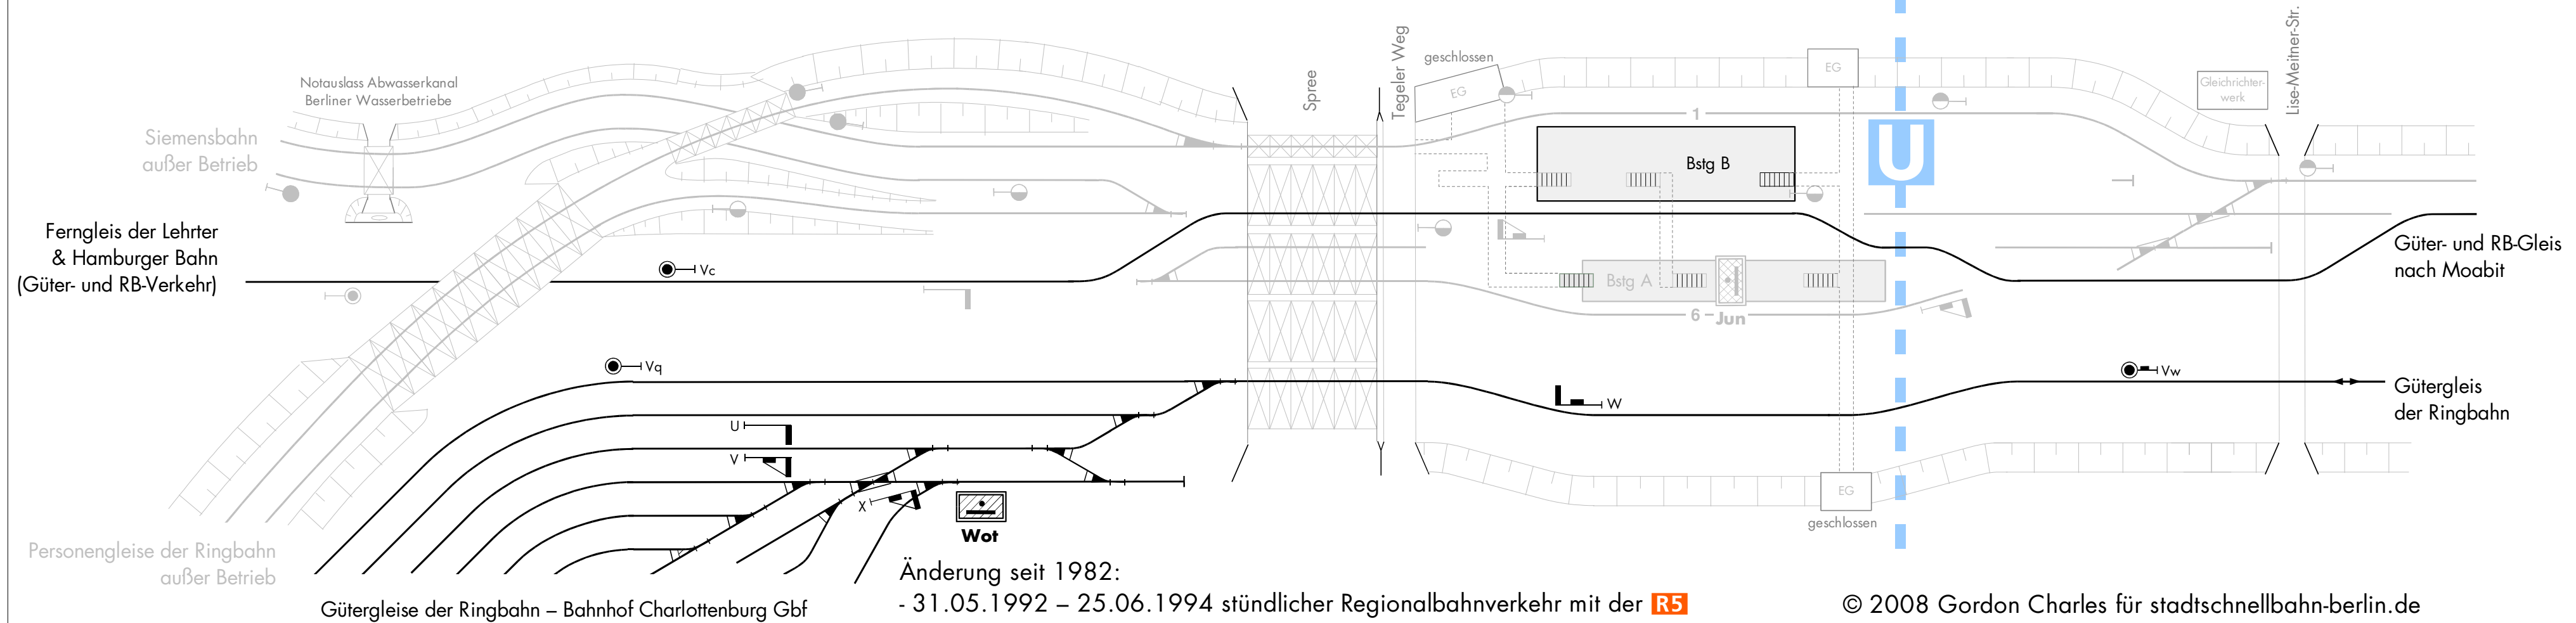 Notauslass Abwasserkanal
Berliner Wasserbetriebe
Siemensbahn
außer Betrieb
Ferngleis der Lehrter
& Hamburger Bahn
(Güter- und RB-Verkehr)
Vc
Vq
U
V
X
Wot
Personengleise der Ringbahn
außer Betrieb
Gütergleise der Ringbahn – Bahnhof Charlottenburg Gbf
Spree
Tegeler Weg
geschlossen
EG
EG
1
Bstg B
U
Bstg A
6
Jun
W
EG
geschlossen
Gleichrichter-
werk
Lise-Meitner-Str.
Güter- und RB-Gleis
nach Moabit
Vw
Gütergleis
der Ringbahn
Änderung seit 1982:
- 31.05.1992 – 25.06.1994 stündlicher Regionalbahnverkehr mit der R5
© 2008 Gordon Charles für stadtschnellbahn-berlin.de